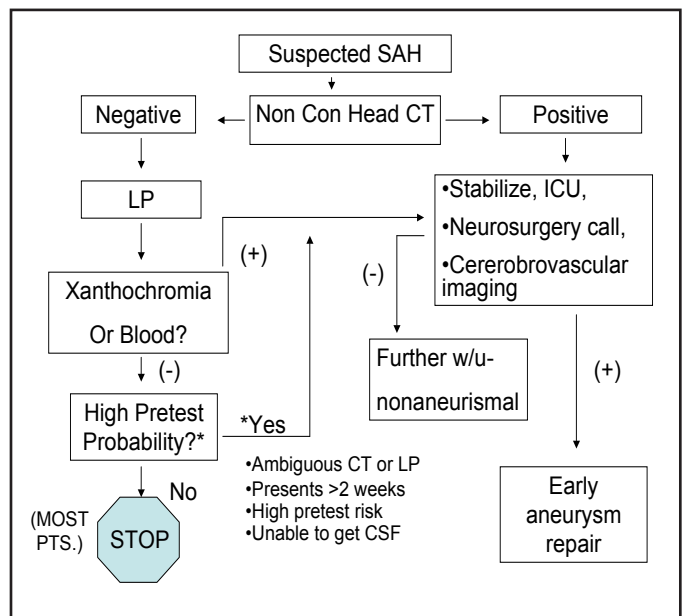 Suspected SAH
Negative
Non Con Head CT
Positive
LP
•Stabilize, ICU,
•Neurosurgery call,
•Cererobrovascular
imaging
(+)
Xanthochromia
Or Blood?
(-)
(-)
Further w/u-
nonaneurismal
(+)
High Pretest
Probability?*
*Yes
•Ambiguous CT or LP
•Presents >2 weeks
•High pretest risk
•Unable to get CSF
No
(MOST
PTS.)
STOP
Early
aneurysm
repair